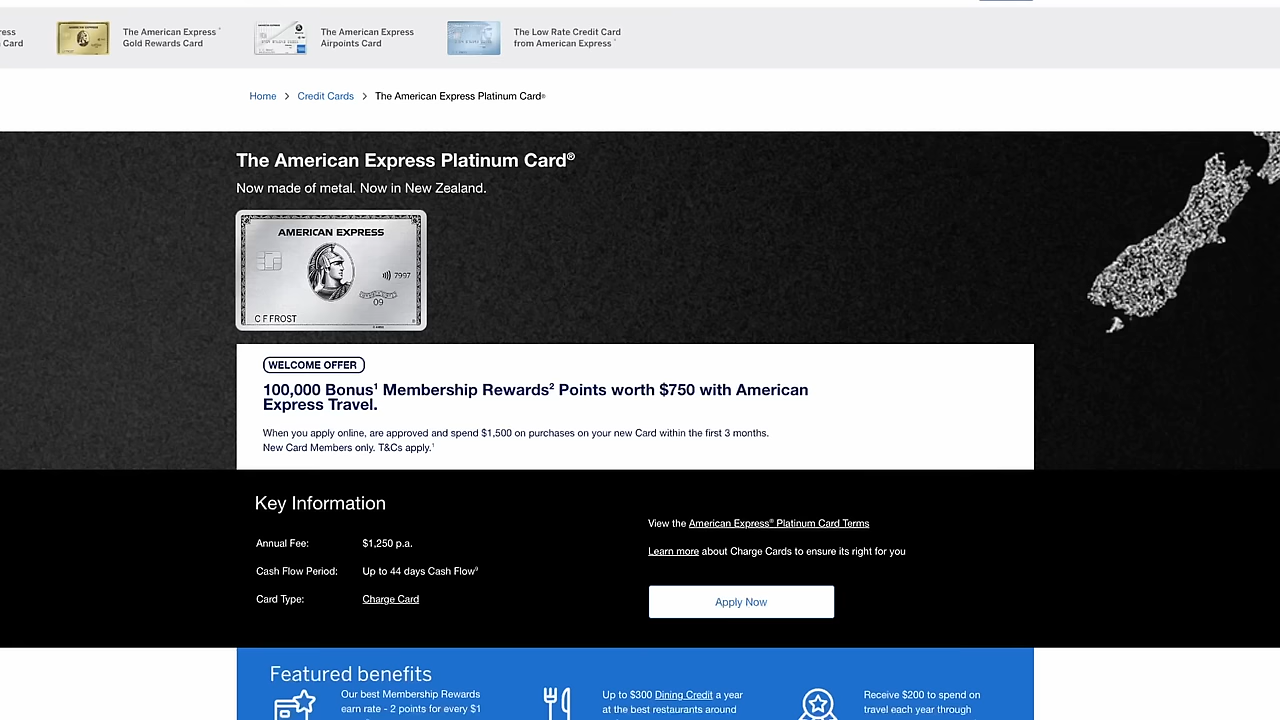 ress
Card
The American Express
Gold Rewards Card
The American Express
Airpoints Card
The Low Rate Credit Card
from American Express
Home > Credit Cards > The American Express Platinum Card®
The American Express Platinum Card®
Now made of metal. Now in New Zealand.
AMERICAN EXPRESS
7997
09
C F FROST
WELCOME OFFER
100,000 Bonus¹ Membership Rewards² Points worth $750 with American
Express Travel.
When you apply online, are approved and spend $1,500 on purchases on your new Card within the first 3 months.
New Card Members only. T&Cs apply.¹
Key Information
Annual Fee: $1,250 p.a.
Cash Flow Period: Up to 44 days Cash Flow⁹
Card Type: Charge Card
View the American Express® Platinum Card Terms
Learn more about Charge Cards to ensure its right for you
Apply Now
Featured benefits
Our best Membership Rewards
earn rate - 2 points for every $1
Up to $300 Dining Credit a year
at the best restaurants around
Receive $200 to spend on
travel each year through